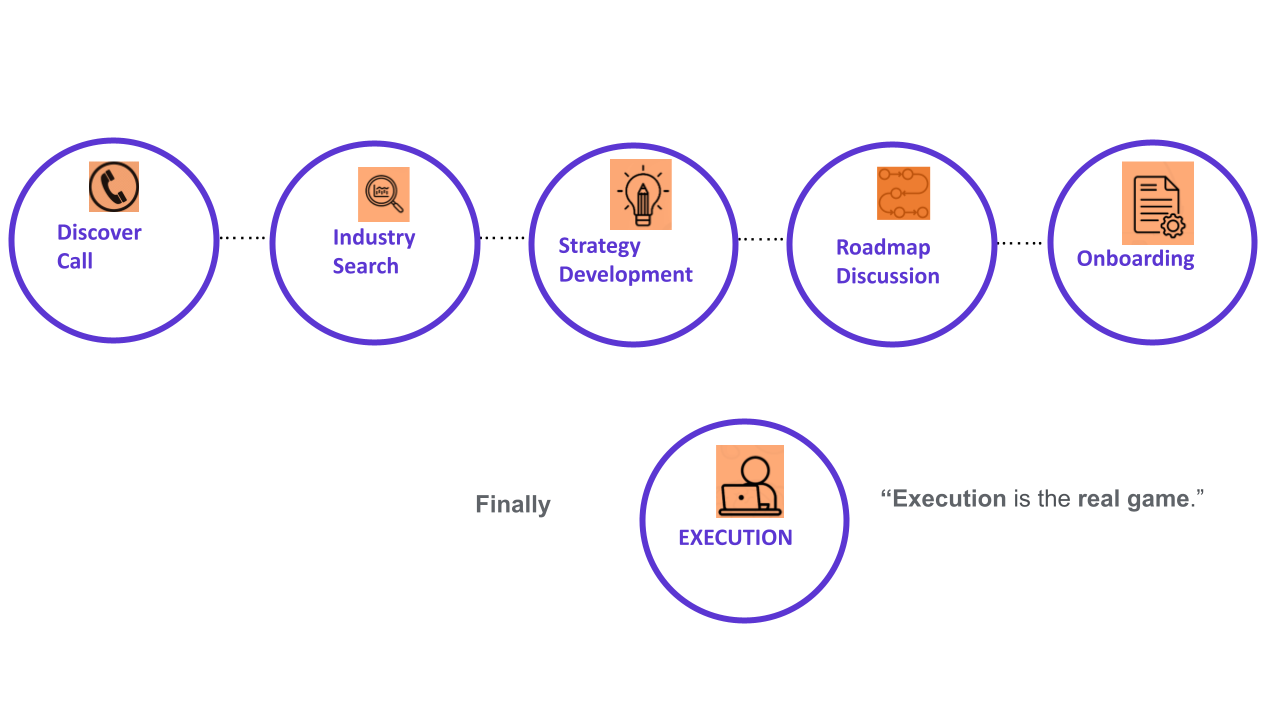 Discover
Call
Industry
Search
Strategy
Development
Roadmap
Discussion
Onboarding
Finally
EXECUTION
“Execution is the real game.”